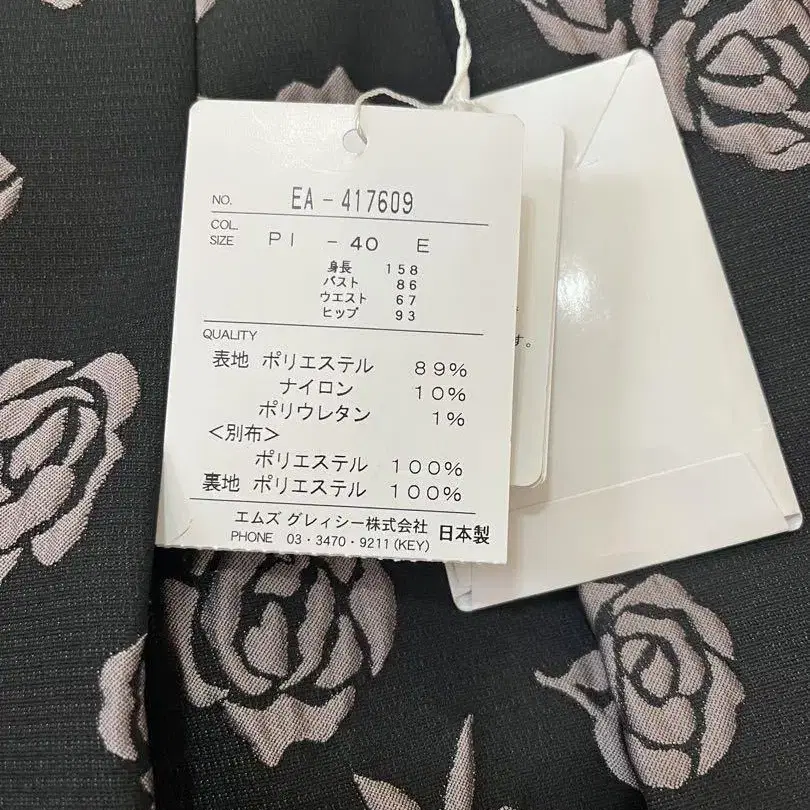 NO. EA-417609
COL.
SIZE PI -40 E
身長 158
バスト 86
ウエスト 67
ヒップ 93
QUALITY
表地 ポリエステル 89%
ナイロン 10%
ポリウレタン 1%
<別布>
ポリエステル 100%
裏地 ポリエステル 100%
エムズ グレィシー株式会社 日本製
PHONE 03・3470・9211(KEY)
す。